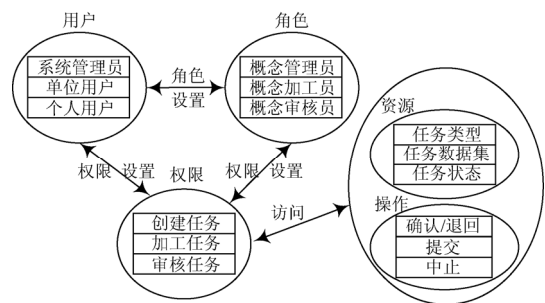 用户
系统管理员
单位用户
个人用户
角色
设置
角色
概念管理员
概念加工员
概念审核员
权限 设置
权限
权限 设置
创建任务
加工任务
审核任务
访问
资源
任务类型
任务数据集
任务状态
操作
确认/退回
提交
中止